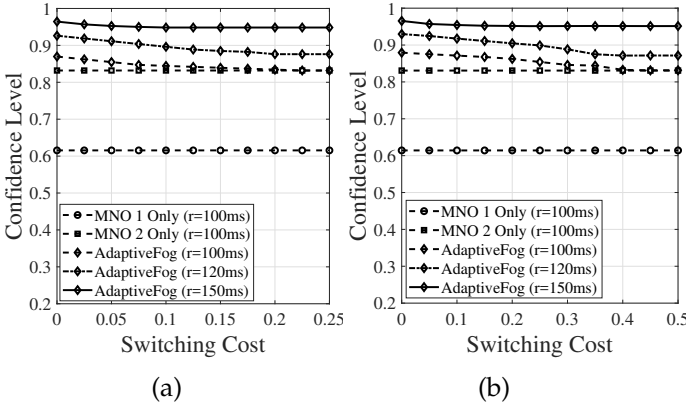 1
0.9
0.8
0.7
0.6
0.5
0.4
0.3
0.2
Confidence Level
MNO 1 Only (r=100ms)
MNO 2 Only (r=100ms)
AdaptiveFog (r=100ms)
AdaptiveFog (r=120ms)
AdaptiveFog (r=150ms)
0 0.05 0.1 0.15 0.2 0.25
Switching Cost
(a)
1
0.9
0.8
0.7
0.6
0.5
0.4
0.3
0.2
Confidence Level
MNO 1 Only (r=100ms)
MNO 2 Only (r=100ms)
AdaptiveFog (r=100ms)
AdaptiveFog (r=120ms)
AdaptiveFog (r=150ms)
0 0.1 0.2 0.3 0.4 0.5
Switching Cost
(b)